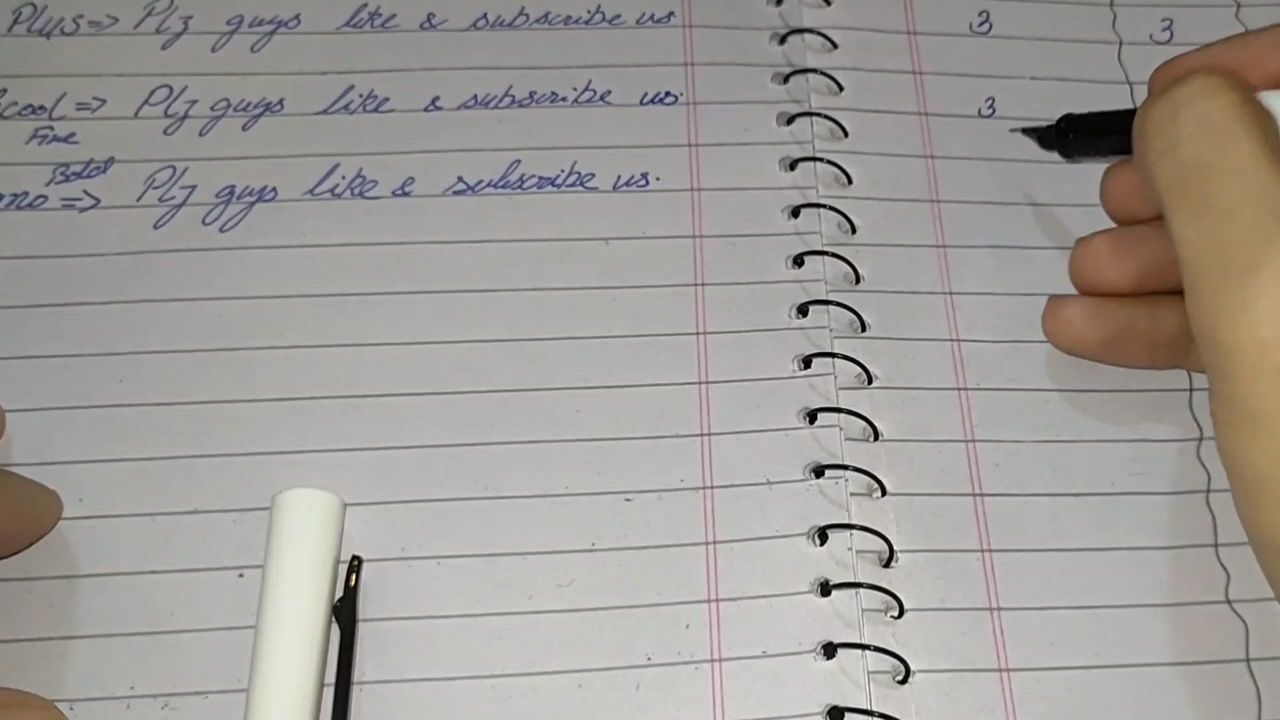 Plus => Plz guys like & subscribe us 3 3
cool => Plz guys like & subscribe us. 3
Fine
Bold
=> Plz guys like & subscribe us.